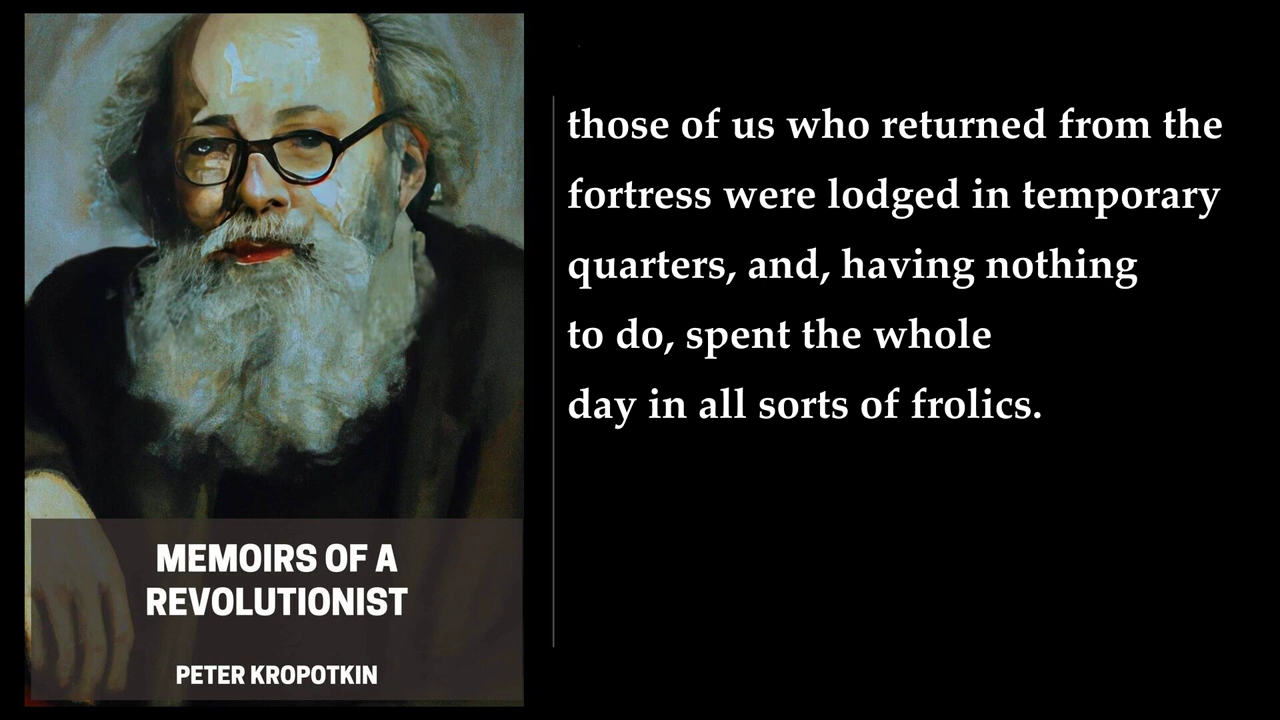 MEMOIRS OF A
REVOLUTIONIST
PETER KROPOTKIN
those of us who returned from the
fortress were lodged in temporary
quarters, and, having nothing
to do, spent the whole
day in all sorts of frolics.